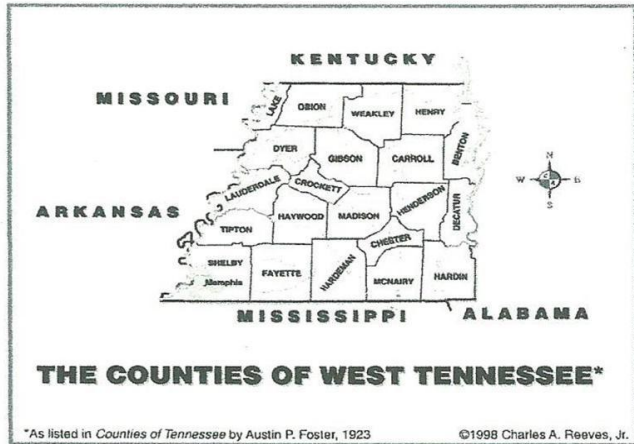 KENTUCKY
MISSOURI
LAKE
OBION
WEAKLEY
HENRY
BENTON
DYER
GIBSON
CARROLL
N
W E
S
LAUDERDALE
CROCKETT
HENDERSON
DECATUR
ARKANSAS
HAYWOOD
MADISON
TIPTON
CHESTER
SHELBY
Memphis
FAYETTE
HARDEMAN
MCNAIRY
HARDIN
MISSISSIPPI
ALABAMA
THE COUNTIES OF WEST TENNESSEE*
*As listed in Counties of Tennessee by Austin P. Foster, 1923
©1998 Charles A. Reeves, Jr.